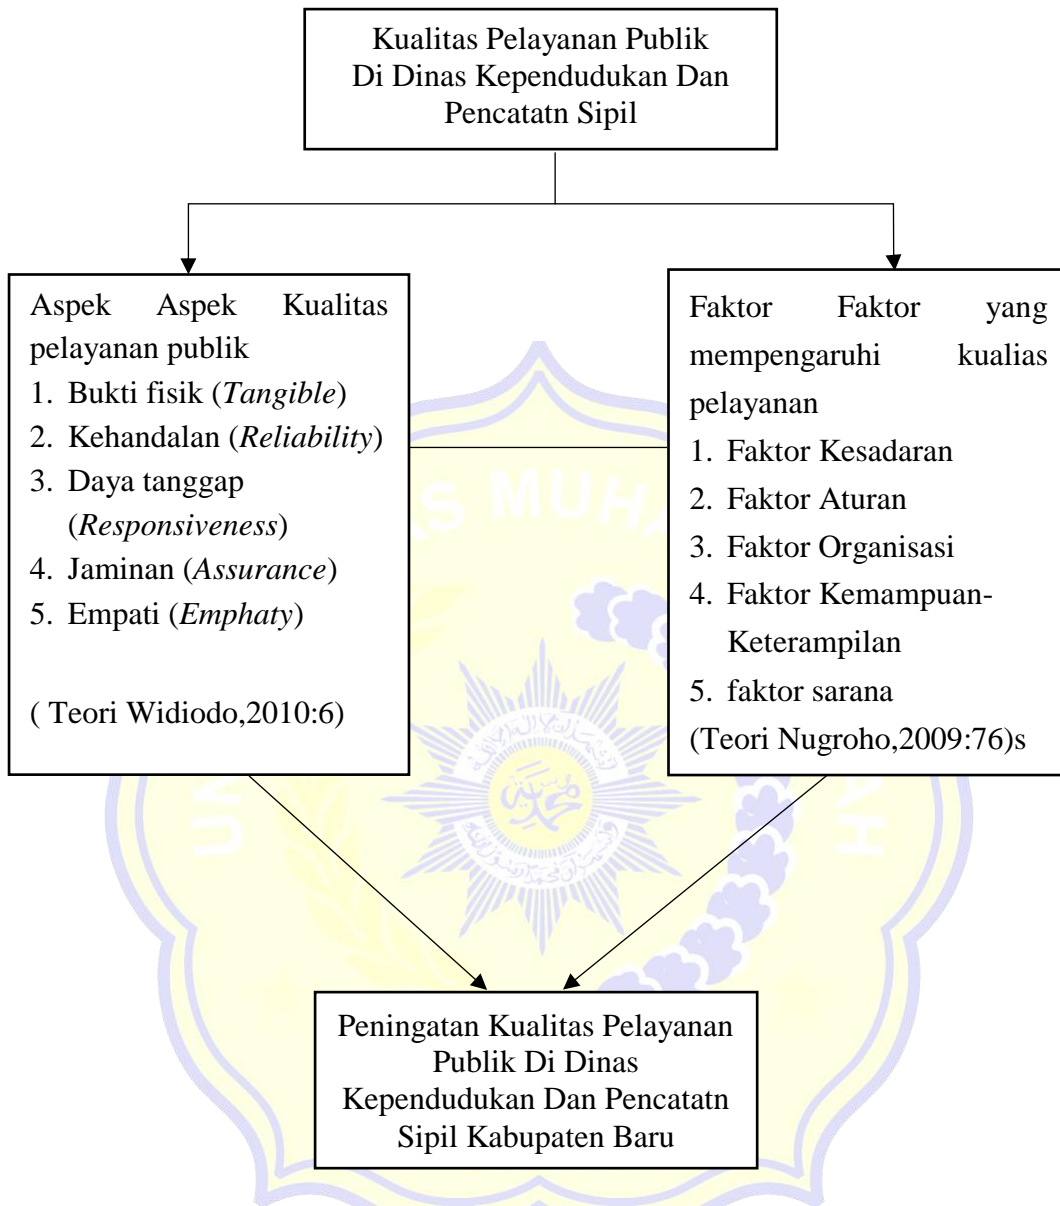 Kualitas Pelayanan Publik
Di Dinas Kependudukan Dan
Pencatatn Sipil
Aspek Aspek Kualitas
pelayanan publik
1. Bukti fisik (Tangible)
2. Kehandalan (Reliability)
3. Daya tanggap
(Responsiveness)
4. Jaminan (Assurance)
5. Empati (Emphaty)
( Teori Widiodo,2010:6)
Faktor Faktor yang
mempengaruhi kualias
pelayanan
1. Faktor Kesadaran
2. Faktor Aturan
3. Faktor Organisasi
4. Faktor Kemampuan-
Keterampilan
5. faktor sarana
(Teori Nugroho,2009:76)s
Peningatan Kualitas Pelayanan
Publik Di Dinas
Kependudukan Dan Pencatatn
Sipil Kabupaten Baru